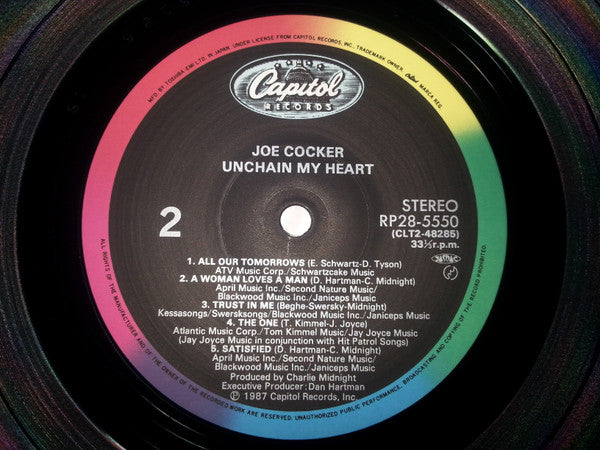 MFD. BY TOSHIBA-EMI LTD. IN JAPAN, UNDER LICENSE FROM CAPITOL RECORDS, INC., TRADEMARK OWNER. Capitol MARCA REG.
Capitol
RECORDS
JOE COCKER
UNCHAIN MY HEART
2
STEREO
RP28-5550
(CLT2-48285)
33⅓r.p.m.
1. ALL OUR TOMORROWS (E. Schwartz-D. Tyson)
ATV Music Corp./Schwartzcake Music
2. A WOMAN LOVES A MAN (D. Hartman-C. Midnight)
April Music Inc./Second Nature Music/
Blackwood Music Inc./Janiceps Music
3. TRUST IN ME (Beghe-Swersky-Midnight)
Kessasongs/Swersksongs/Blackwood Music Inc./Janiceps Music
4. THE ONE (T. Kimmel-J. Joyce)
Atlantic Music Corp./Tom Kimmel Music/Jay Joyce Music
(Jay Joyce Music in conjunction with Hit Patrol Songs)
5. SATISFIED (D. Hartman-C. Midnight)
April Music Inc./Second Nature Music/
Blackwood Music Inc./Janiceps Music
Produced by Charlie Midnight
Executive Producer: Dan Hartman
Ⓟ 1987 Capitol Records, Inc.
ALL RIGHTS OF THE MANUFACTURER AND OF THE OWNER OF THE RECORDED WORK ARE RESERVED. UNAUTHORIZED PUBLIC PERFORMANCE, BROADCASTING AND COPYING OF THE RECORD PROHIBITED.